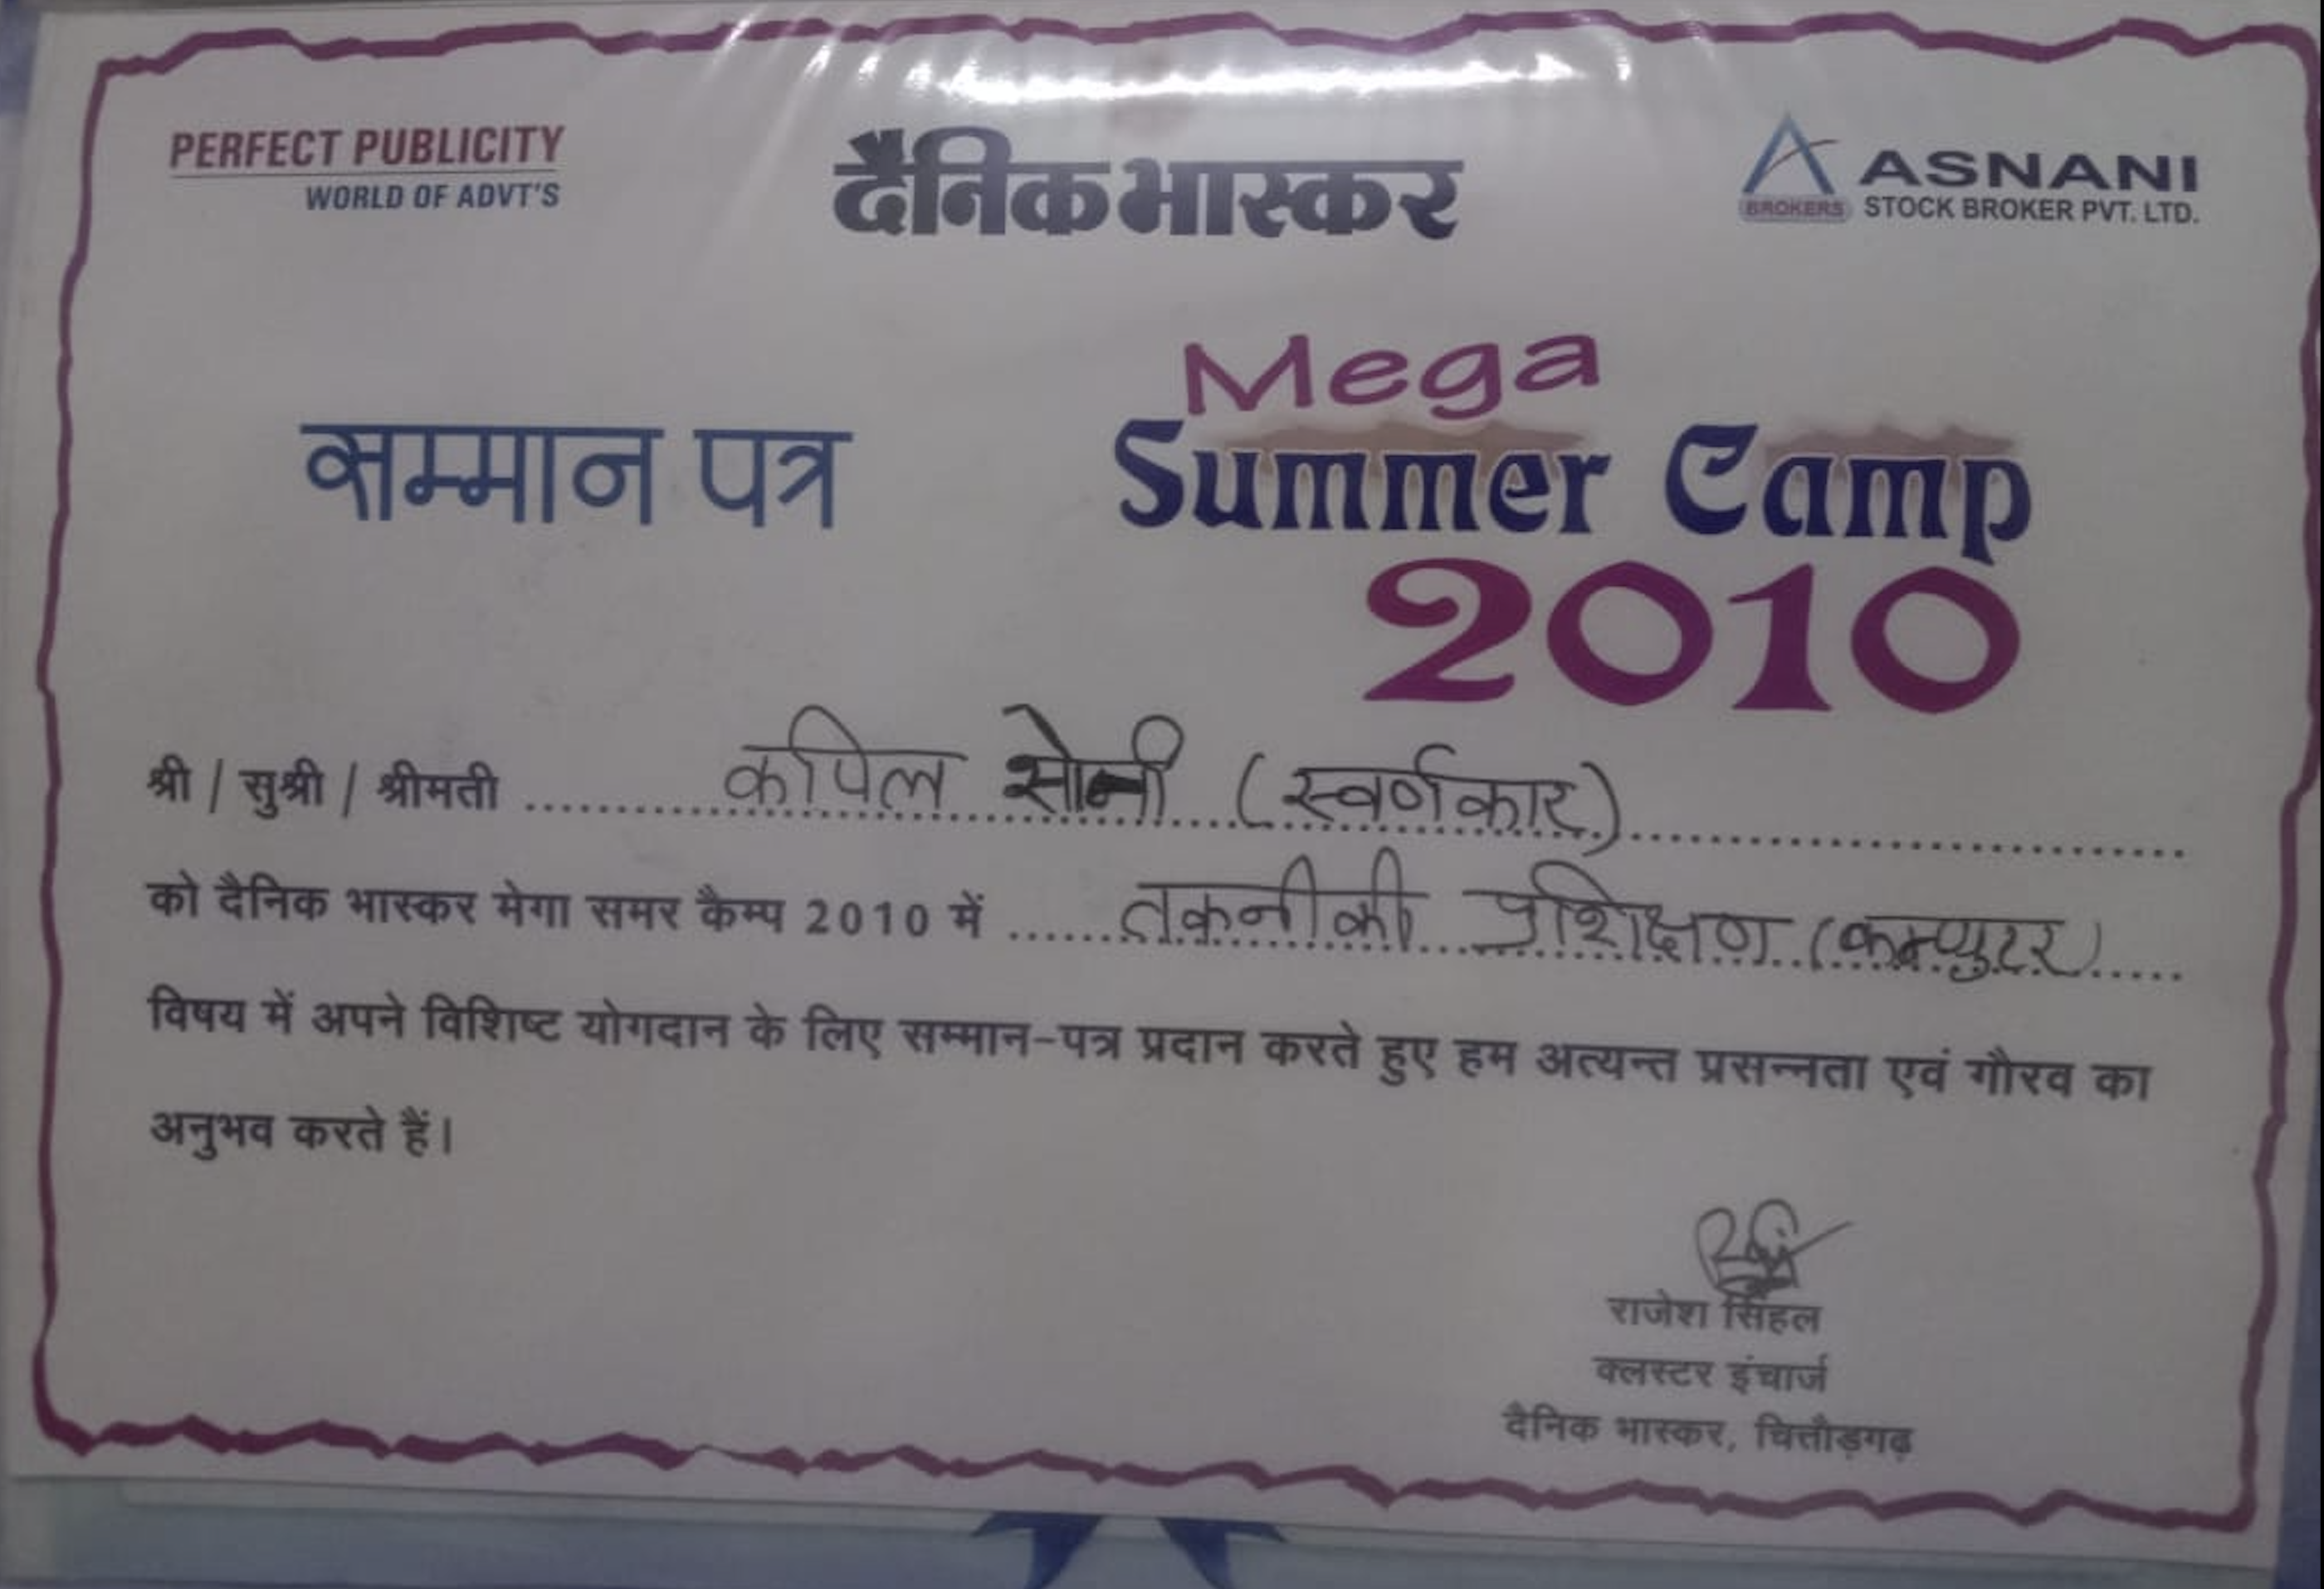 PERFECT PUBLICITY
WORLD OF ADVT'S
दैनिक भास्कर
ASNANI
BROKERS STOCK BROKER PVT. LTD.
सम्मान पत्र
Mega
Summer Camp
2010
श्री / सुश्री / श्रीमती कपिल सोनी (स्वर्णकार)
को दैनिक भास्कर मेगा समर कैम्प 2010 में तकनीकी प्रशिक्षण (कम्प्युटर)
विषय में अपने विशिष्ट योगदान के लिए सम्मान-पत्र प्रदान करते हुए हम अत्यन्त प्रसन्नता एवं गौरव का
अनुभव करते हैं।
राजेश सिंहल
क्लस्टर इंचार्ज
दैनिक भास्कर, चित्तौड़गढ़